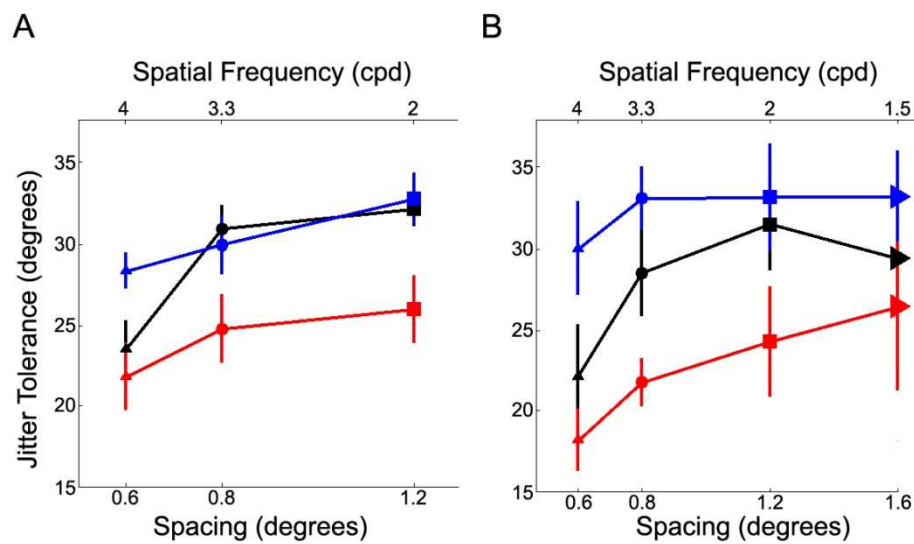 A
Spatial Frequency (cpd)
4 3.3 2
Jitter Tolerance (degrees)
35
30
25
20
15
0.6 0.8 1.2
Spacing (degrees)
B
Spatial Frequency (cpd)
4 3.3 2 1.5
35
30
25
20
15
0.6 0.8 1.2 1.6
Spacing (degrees)